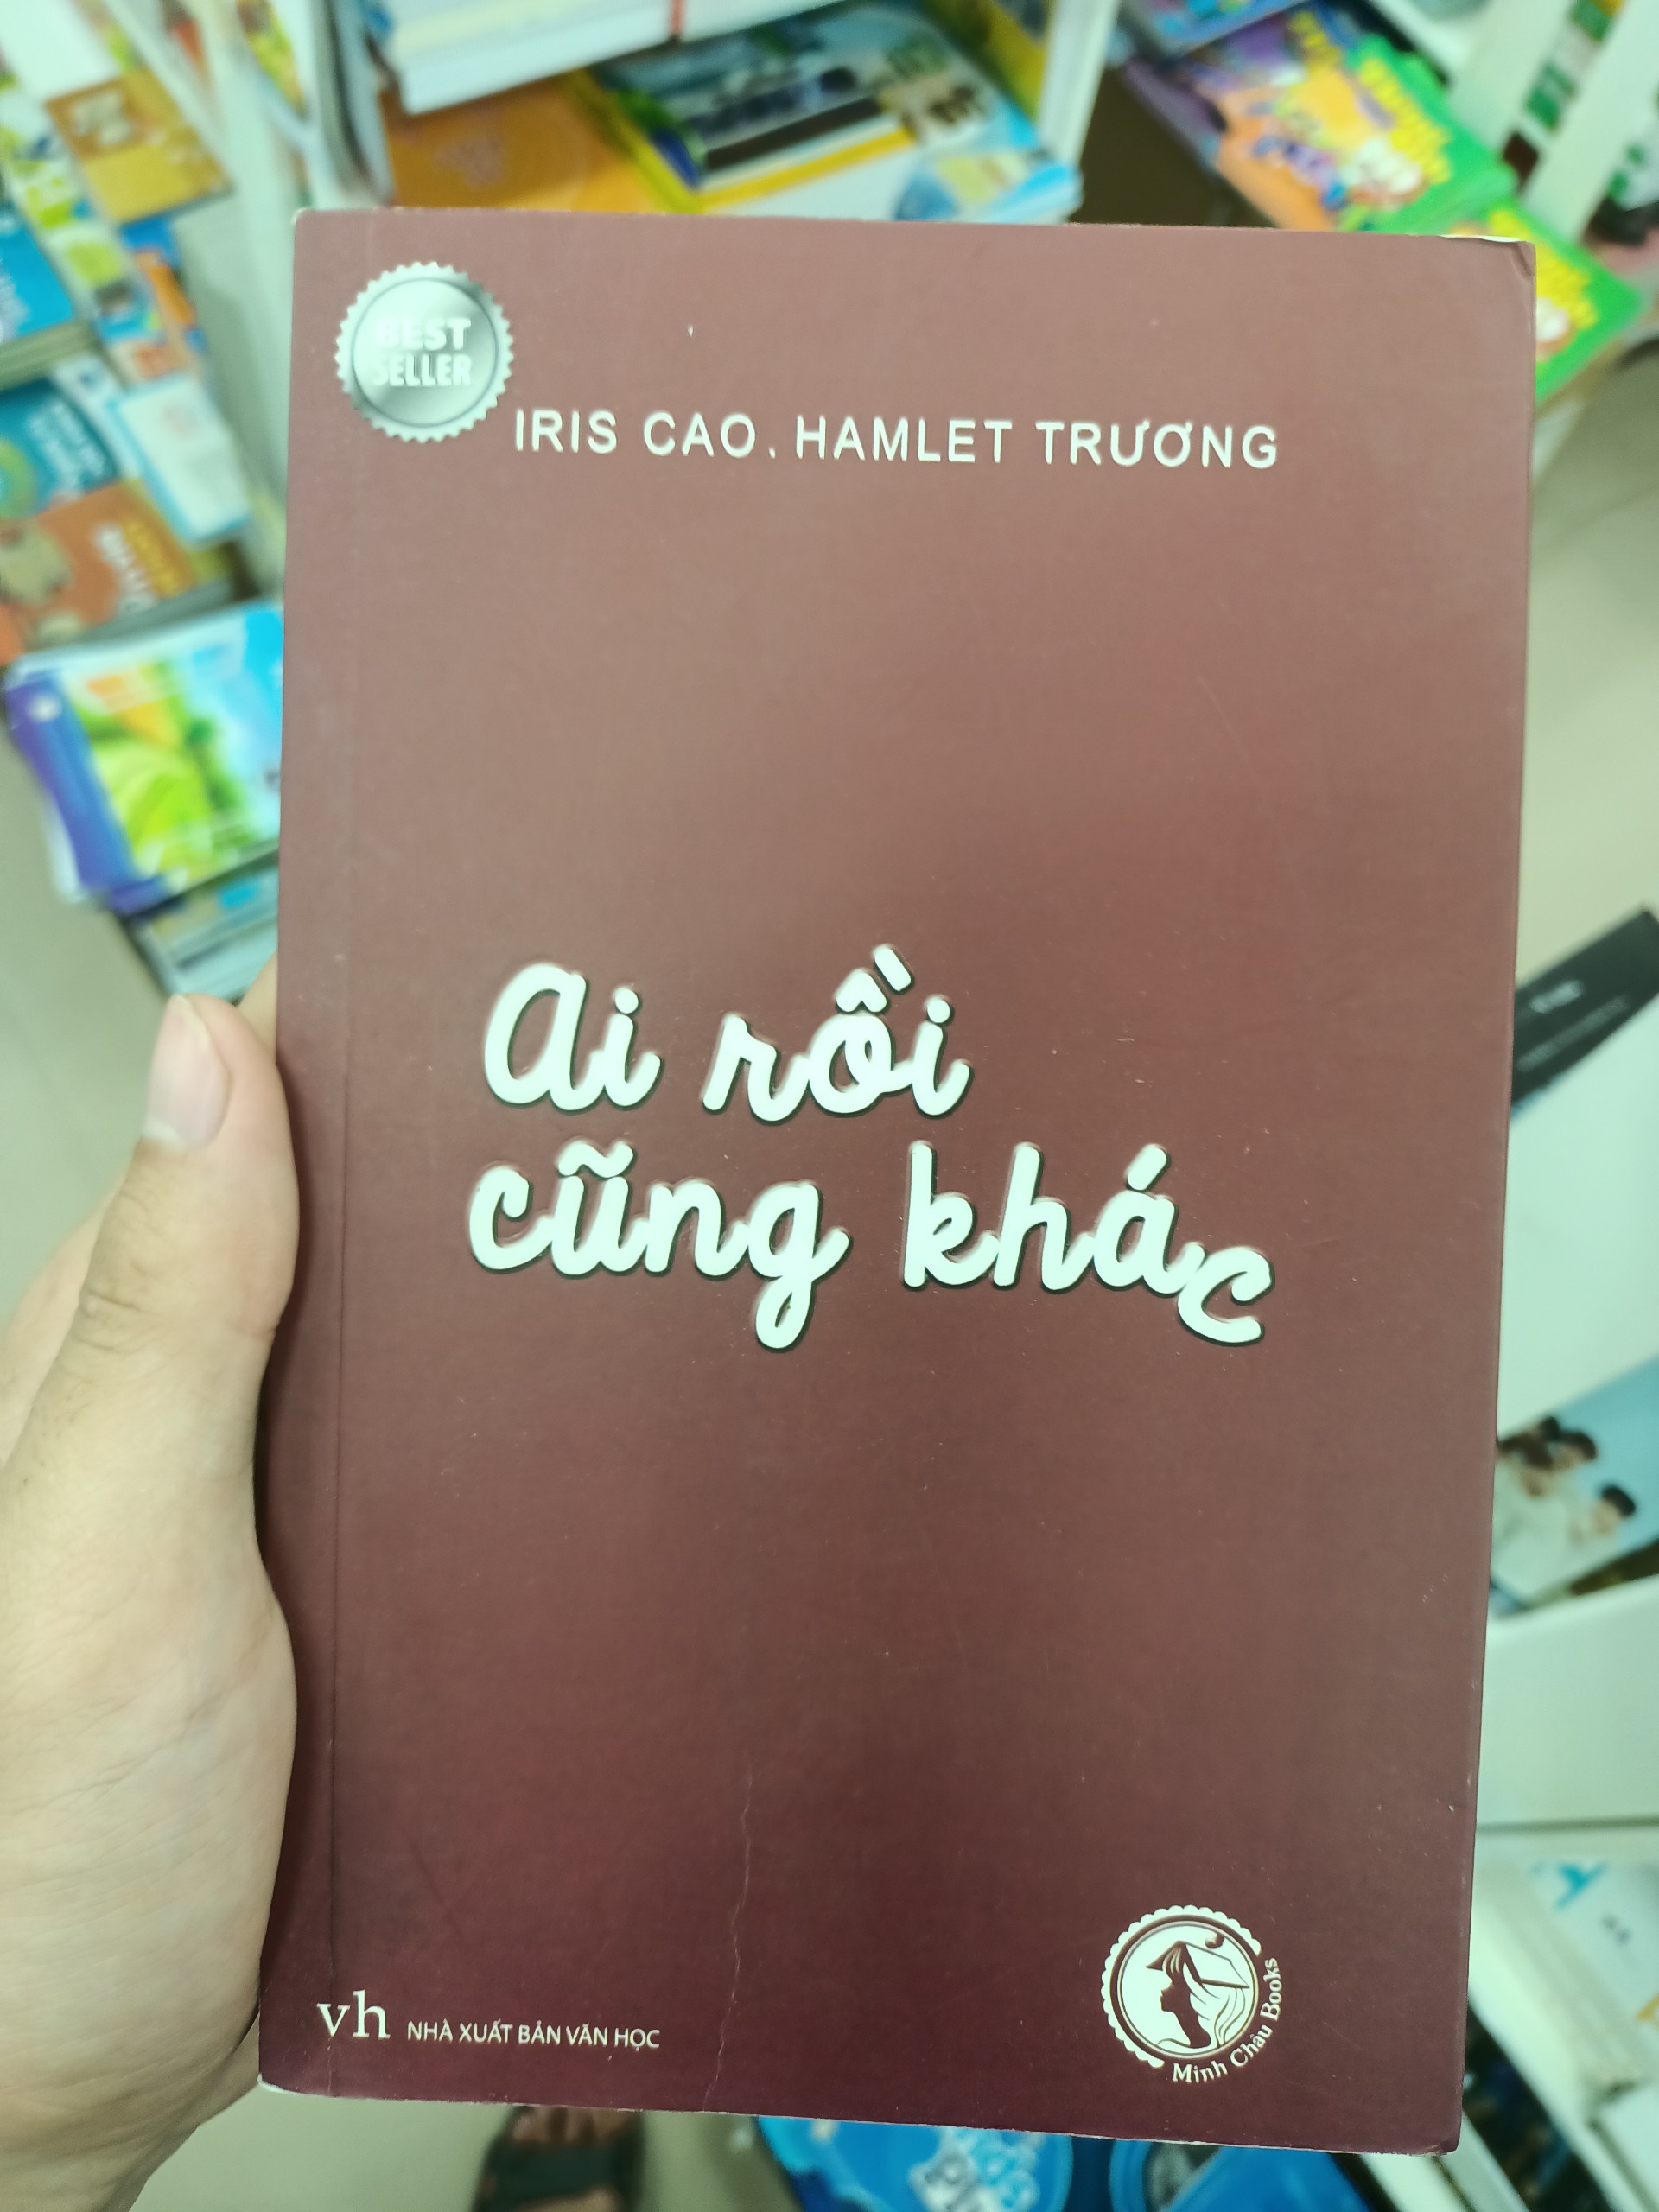 BEST
SELLER
IRIS CAO. HAMLET TRƯƠNG
Ai rồi
cũng khác
vh NHÀ XUẤT BẢN VĂN HỌC
Minh Châu Books